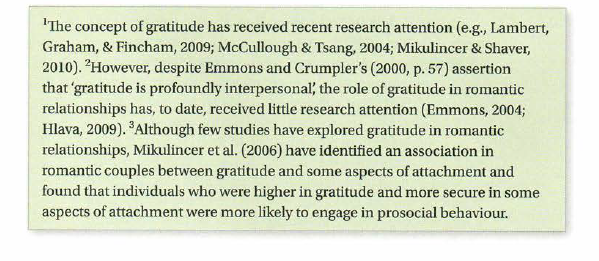 ¹The concept of gratitude has received recent research attention (e.g., Lambert,
Graham, & Fincham, 2009; McCullough & Tsang, 2004; Mikulincer & Shaver,
2010). ²However, despite Emmons and Crumpler's (2000, p. 57) assertion
that 'gratitude is profoundly interpersonal', the role of gratitude in romantic
relationships has, to date, received little research attention (Emmons, 2004;
Hlava, 2009). ³Although few studies have explored gratitude in romantic
relationships, Mikulincer et al. (2006) have identified an association in
romantic couples between gratitude and some aspects of attachment and
found that individuals who were higher in gratitude and more secure in some
aspects of attachment were more likely to engage in prosocial behaviour.